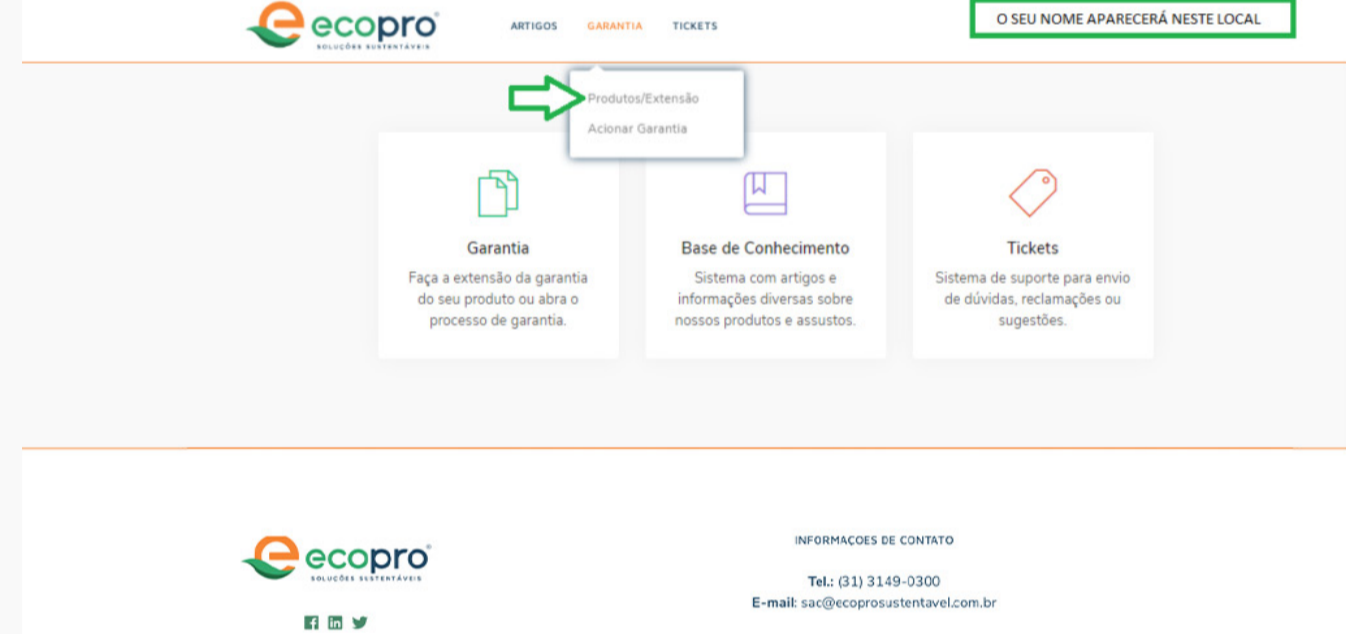 ecopro
SOLUÇÕES SUSTENTÁVEIS
ARTIGOS GARANTIA TICKETS
O SEU NOME APARECERÁ NESTE LOCAL
Produtos/Extensão
Acionar Garantia
Garantia
Faça a extensão da garantia
do seu produto ou abra o
processo de garantia.
Base de Conhecimento
Sistema com artigos e
informações diversas sobre
nossos produtos e assustos.
Tickets
Sistema de suporte para envio
de dúvidas, reclamações ou
sugestões.
ecopro
SOLUÇÕES SUSTENTÁVEIS
INFORMAÇOES DE CONTATO
Tel.: (31) 3149-0300
E-mail: sac@ecoprosustentavel.com.br